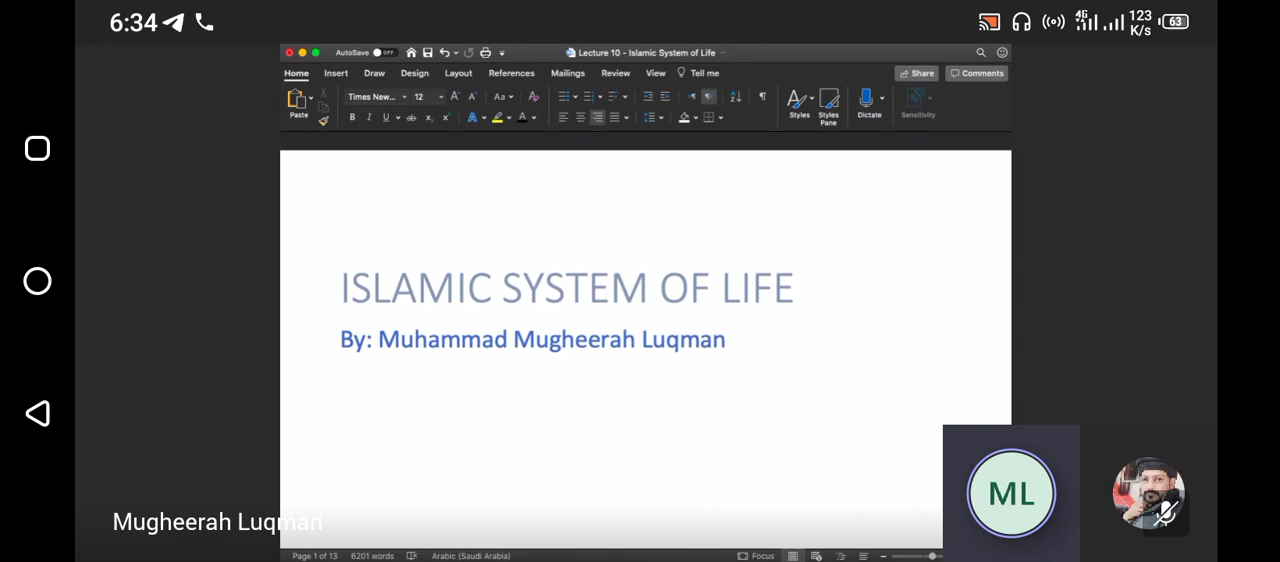 6:34
4G
123
K/s
63
AutoSave OFF
Lecture 10 - Islamic System of Life
Home Insert Draw Design Layout References Mailings Review View Tell me
Share Comments
Paste
Times New... 12
Aa
Styles
Styles Pane
Dictate
Sensitivity
ISLAMIC SYSTEM OF LIFE
By: Muhammad Mugheerah Luqman
ML
Mugheerah Luqman
Page 1 of 13 6201 words Arabic (Saudi Arabia) Focus